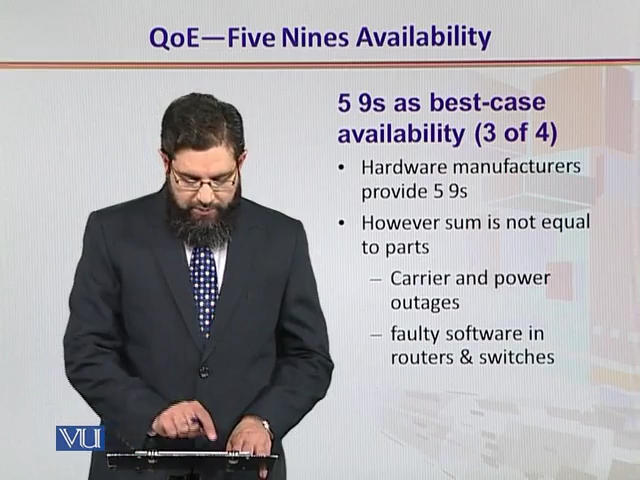 QoE—Five Nines Availability
5 9s as best-case
availability (3 of 4)
• Hardware manufacturers
provide 5 9s
• However sum is not equal
to parts
– Carrier and power
outages
– faulty software in
routers & switches
VU